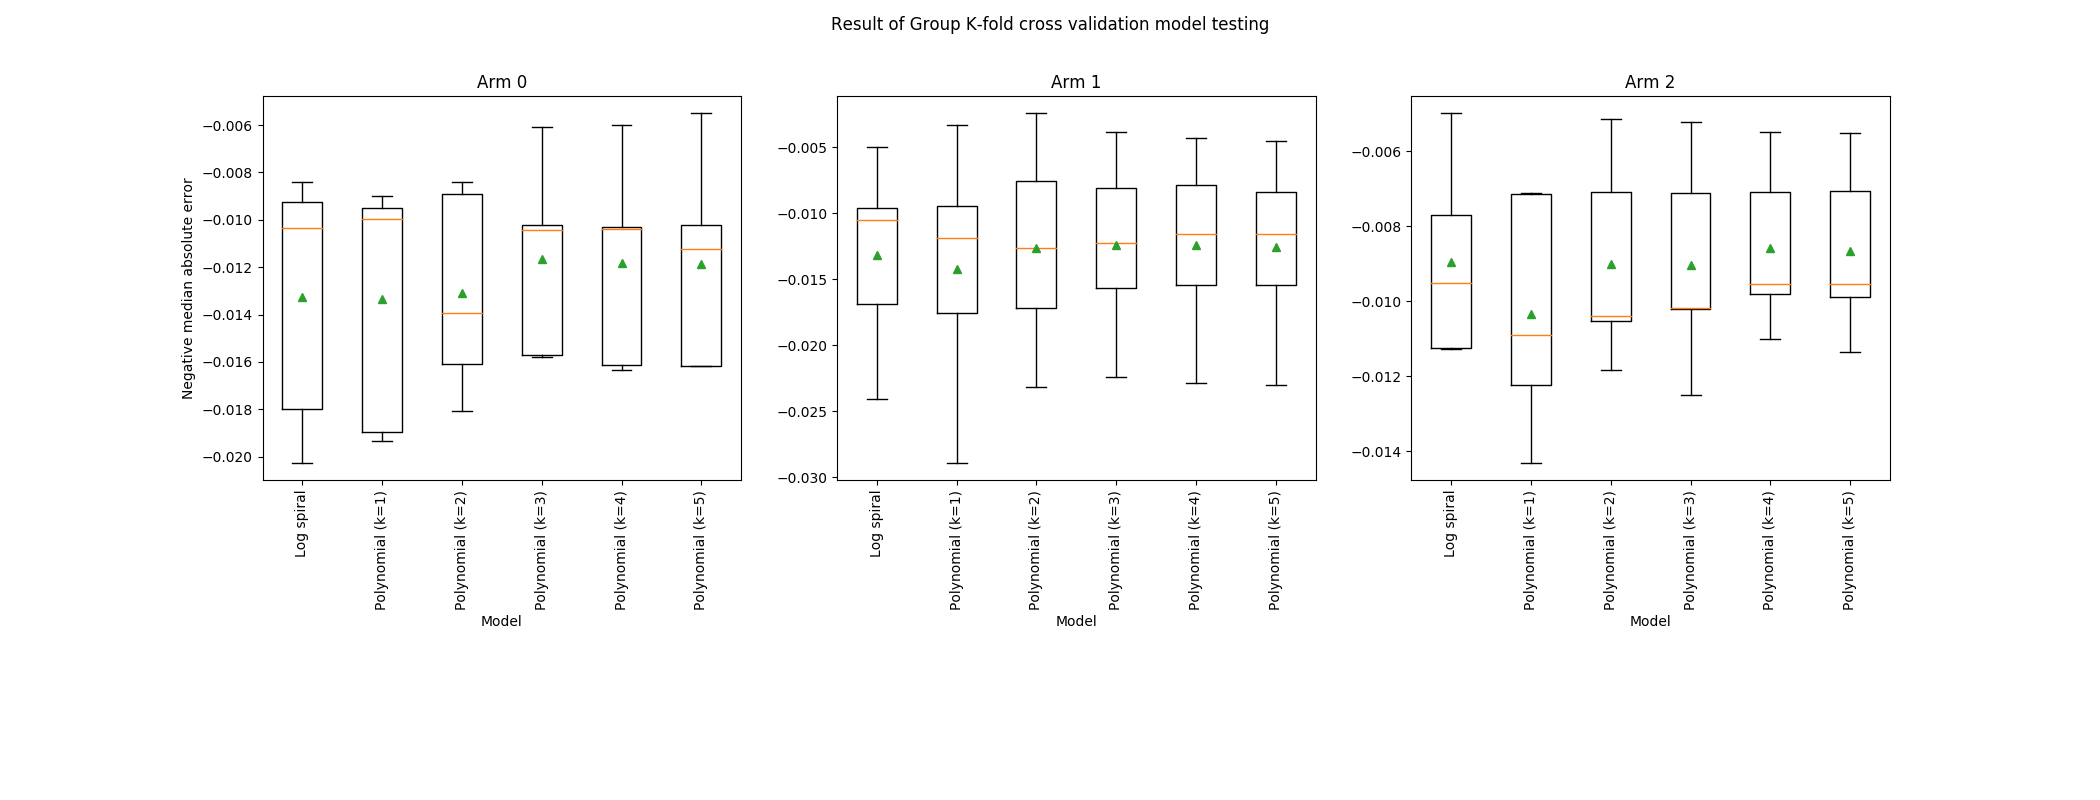 Result of Group K-fold cross validation model testing
Arm 0
Negative median absolute error
−0.006
−0.008
−0.010
−0.012
−0.014
−0.016
−0.018
−0.020
Log spiral
Polynomial (k=1)
Polynomial (k=2)
Polynomial (k=3)
Polynomial (k=4)
Polynomial (k=5)
Model
Arm 1
−0.005
−0.010
−0.015
−0.020
−0.025
−0.030
Log spiral
Polynomial (k=1)
Polynomial (k=2)
Polynomial (k=3)
Polynomial (k=4)
Polynomial (k=5)
Model
Arm 2
−0.006
−0.008
−0.010
−0.012
−0.014
Log spiral
Polynomial (k=1)
Polynomial (k=2)
Polynomial (k=3)
Polynomial (k=4)
Polynomial (k=5)
Model